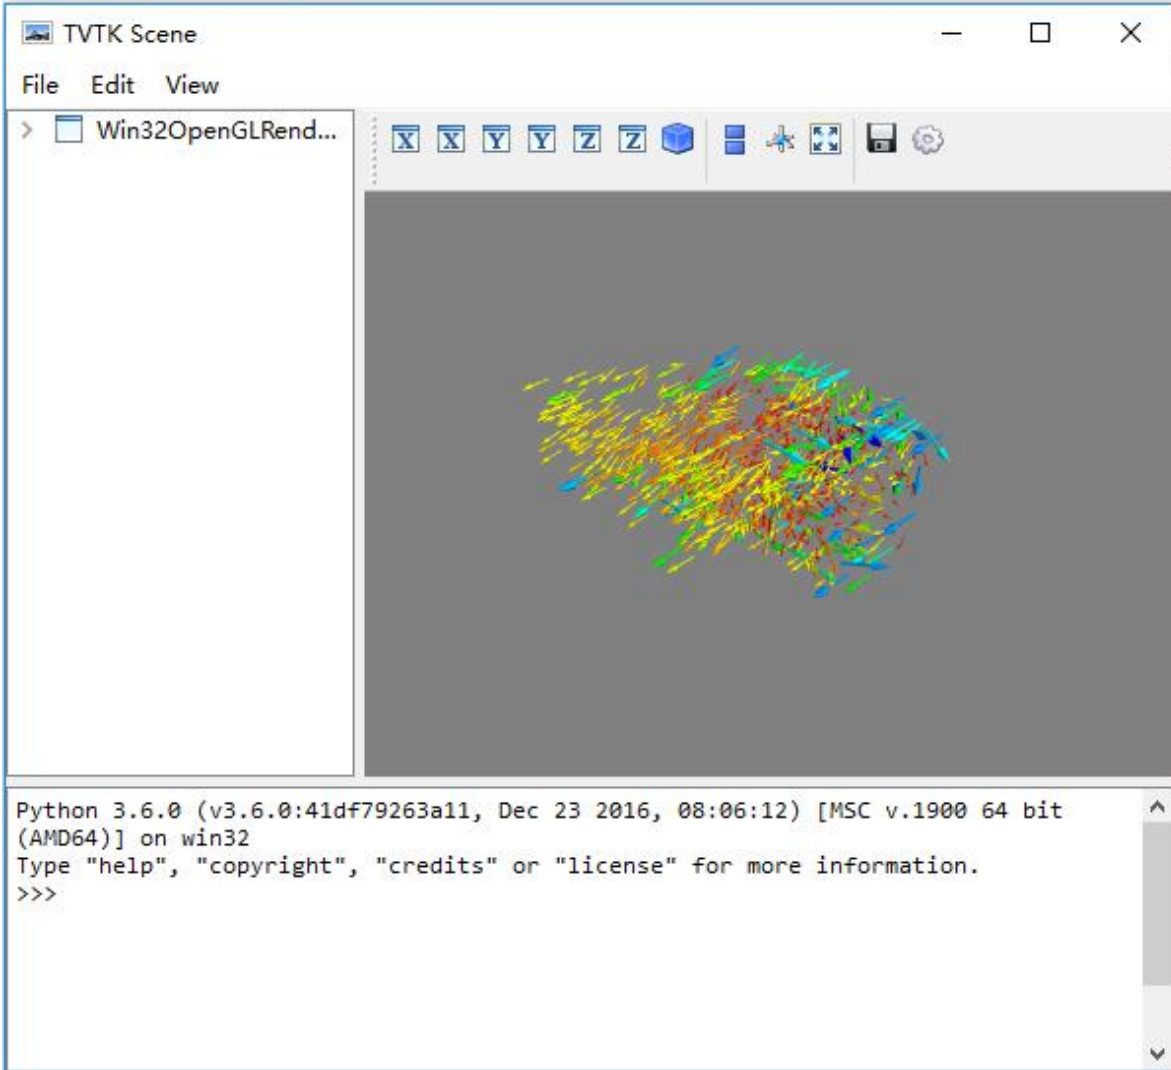 TVTK Scene
File Edit View
Win32OpenGLRend...
X X Y Y Z Z
Python 3.6.0 (v3.6.0:41df79263a11, Dec 23 2016, 08:06:12) [MSC v.1900 64 bit
(AMD64)] on win32
Type "help", "copyright", "credits" or "license" for more information.
>>>